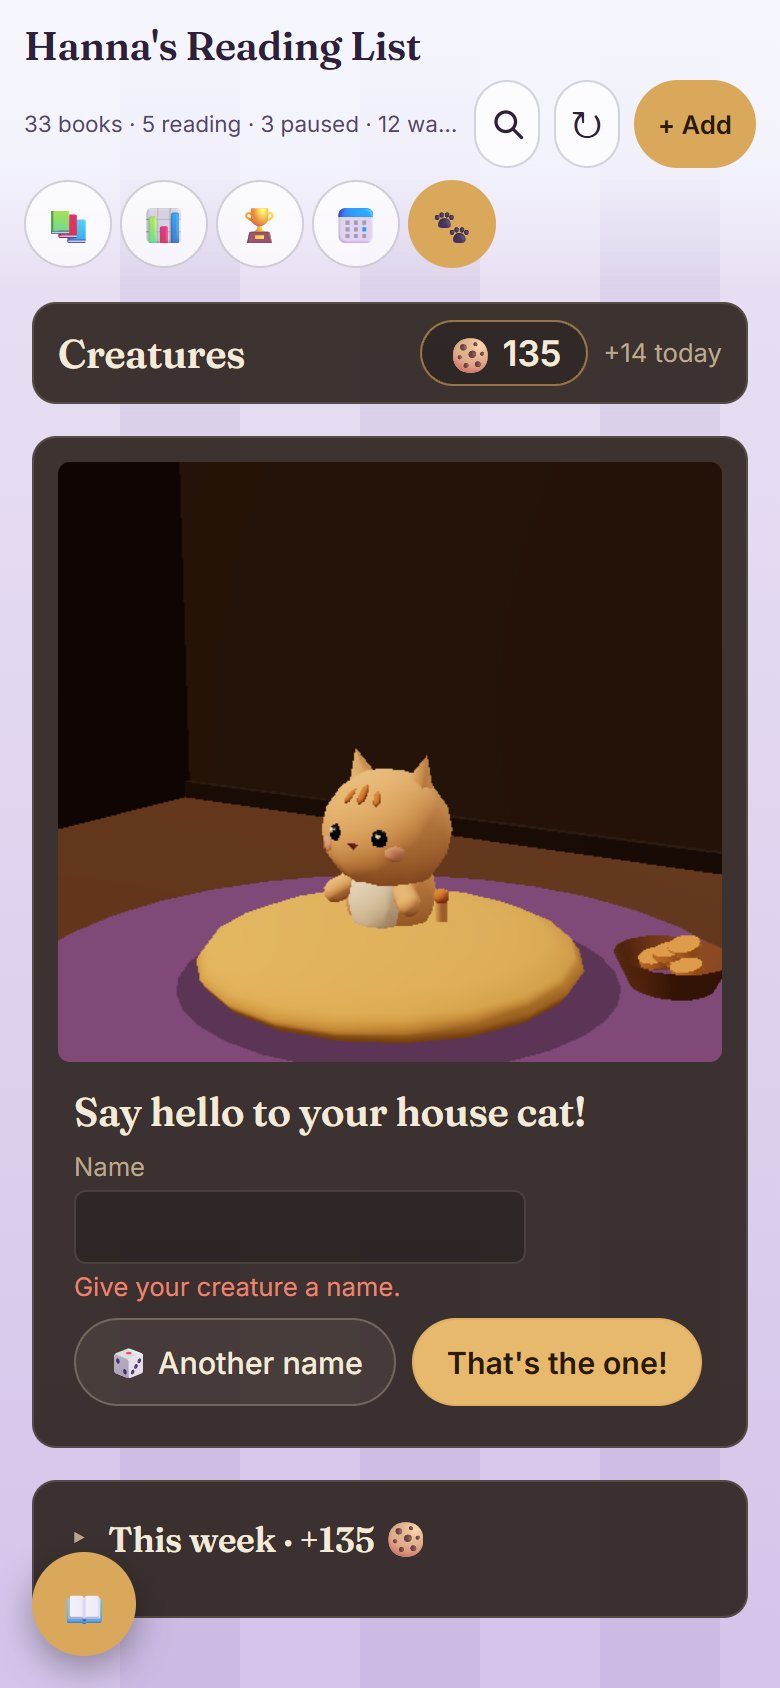 Hanna's Reading List
33 books · 5 reading · 3 paused · 12 wa...
+ Add
Creatures
135
+14 today
Say hello to your house cat!
Name
Give your creature a name.
Another name
That's the one!
This week · +135